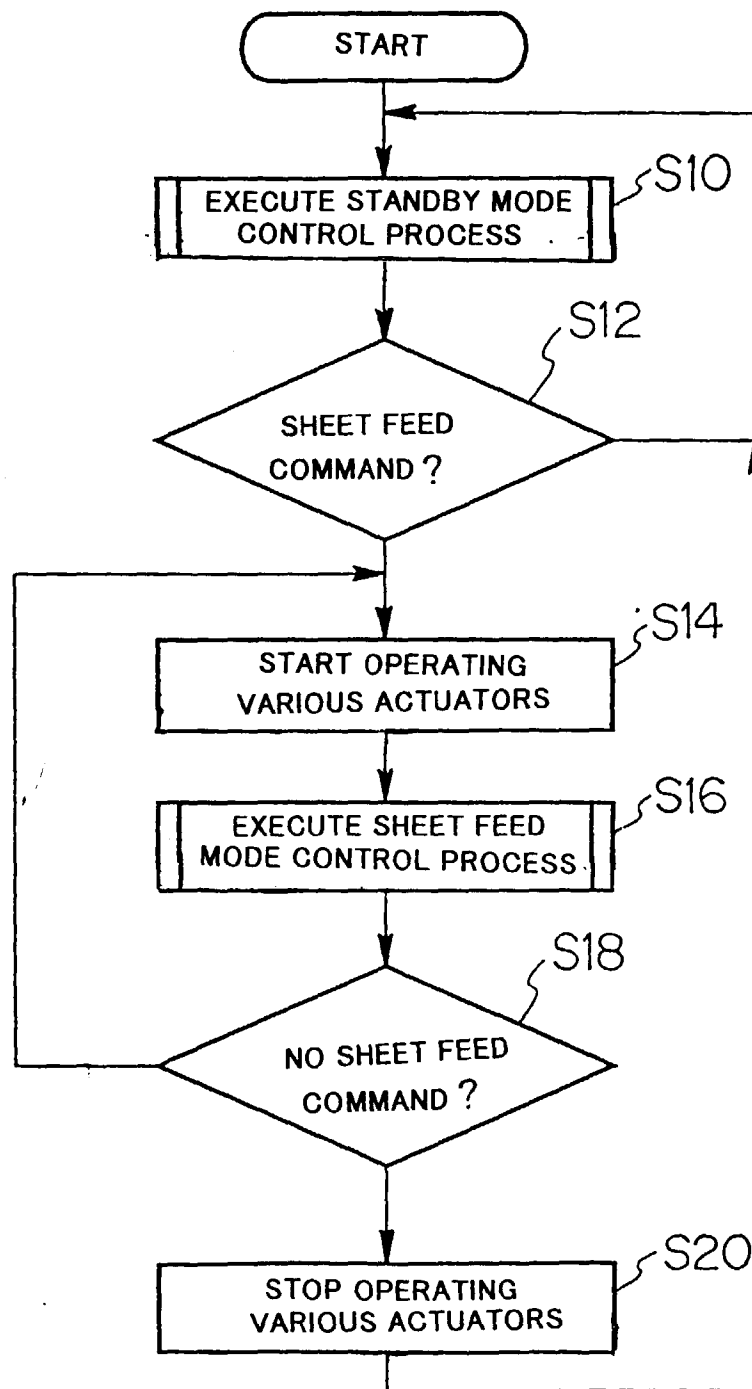 START
S10
EXECUTE STANDBY MODE
CONTROL PROCESS
S12
SHEET FEED
COMMAND?
S14
START OPERATING
VARIOUS ACTUATORS
S16
EXECUTE SHEET FEED
MODE CONTROL PROCESS
S18
NO SHEET FEED
COMMAND?
S20
STOP OPERATING
VARIOUS ACTUATORS